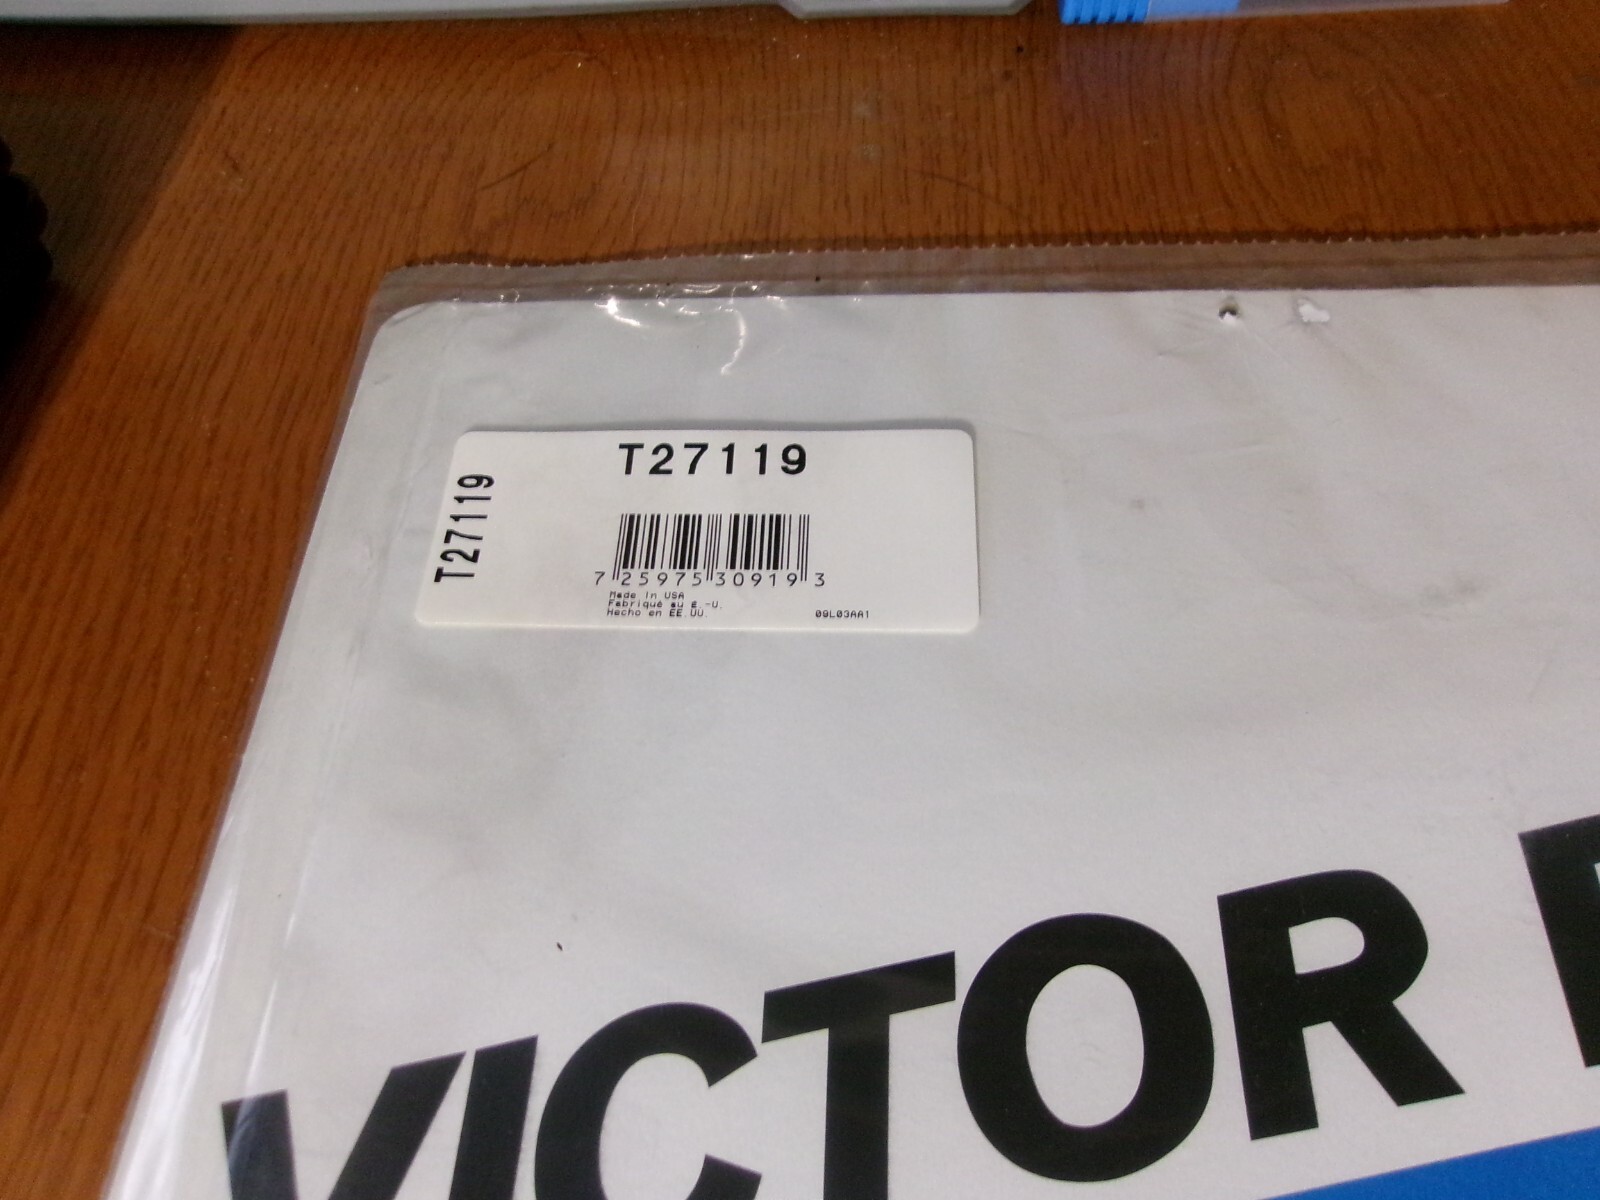 T27119
T27119
7 25975 30919 3
Made In USA
Fabriqué au É.-U.
Hecho en EE.UU.
09L03AA1
VICTOR